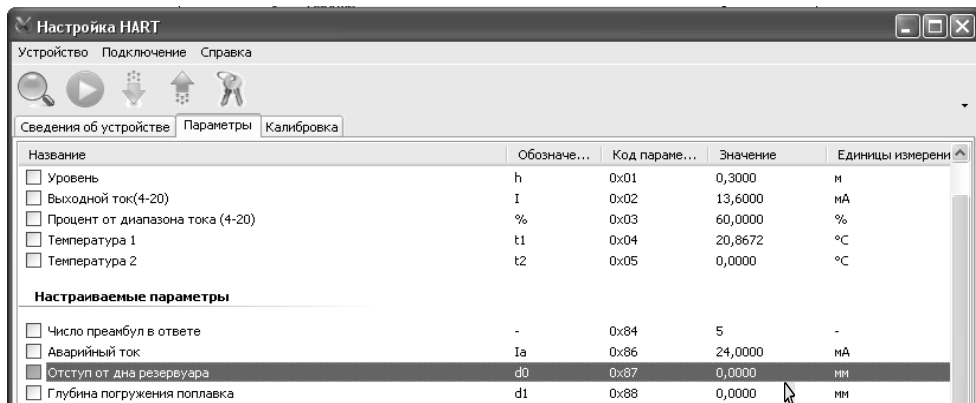 Настройка HART
Устройство Подключение Справка
Сведения об устройстве Параметры Калибровка
Название Обозначе... Код параме... Значение Единицы измерени
Уровень h 0x01 0,3000 м
Выходной ток(4-20) I 0x02 13,6000 мА
Процент от диапазона тока (4-20) % 0x03 60,0000 %
Температура 1 t1 0x04 20,8672 °C
Температура 2 t2 0x05 0,0000 °C
Настраиваемые параметры
Число преамбул в ответе - 0x84 5 -
Аварийный ток Ia 0x86 24,0000 мА
Отступ от дна резервуара d0 0x87 0,0000 мм
Глубина погружения поплавка d1 0x88 0,0000 мм